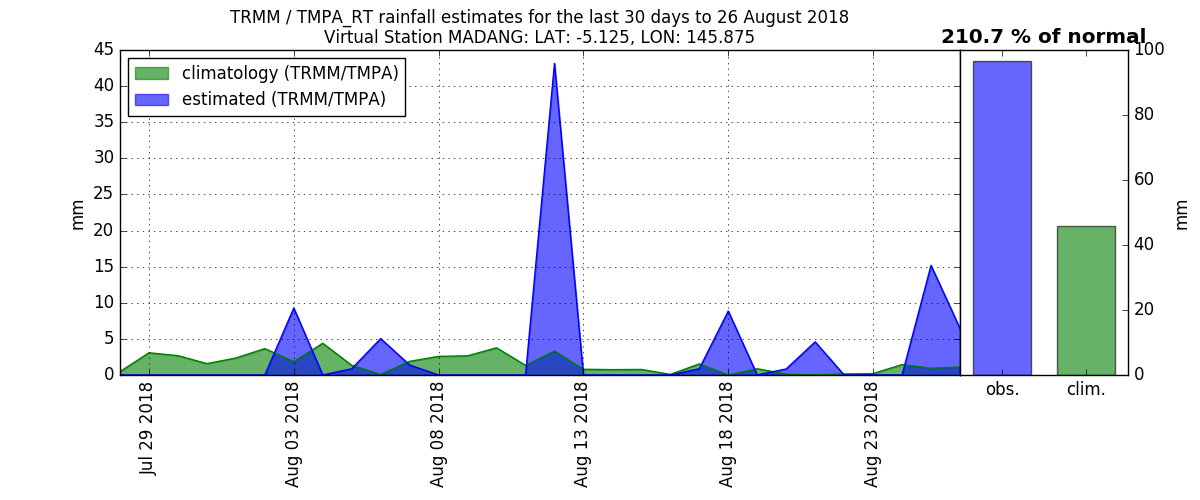 TRMM / TMPA_RT rainfall estimates for the last 30 days to 26 August 2018
Virtual Station MADANG: LAT: -5.125, LON: 145.875
210.7 % of normal
climatology (TRMM/TMPA)
estimated (TRMM/TMPA)
mm
45
40
35
30
25
20
15
10
5
0
Jul 29 2018
Aug 03 2018
Aug 08 2018
Aug 13 2018
Aug 18 2018
Aug 23 2018
obs.
clim.
100
80
60
40
20
0
mm